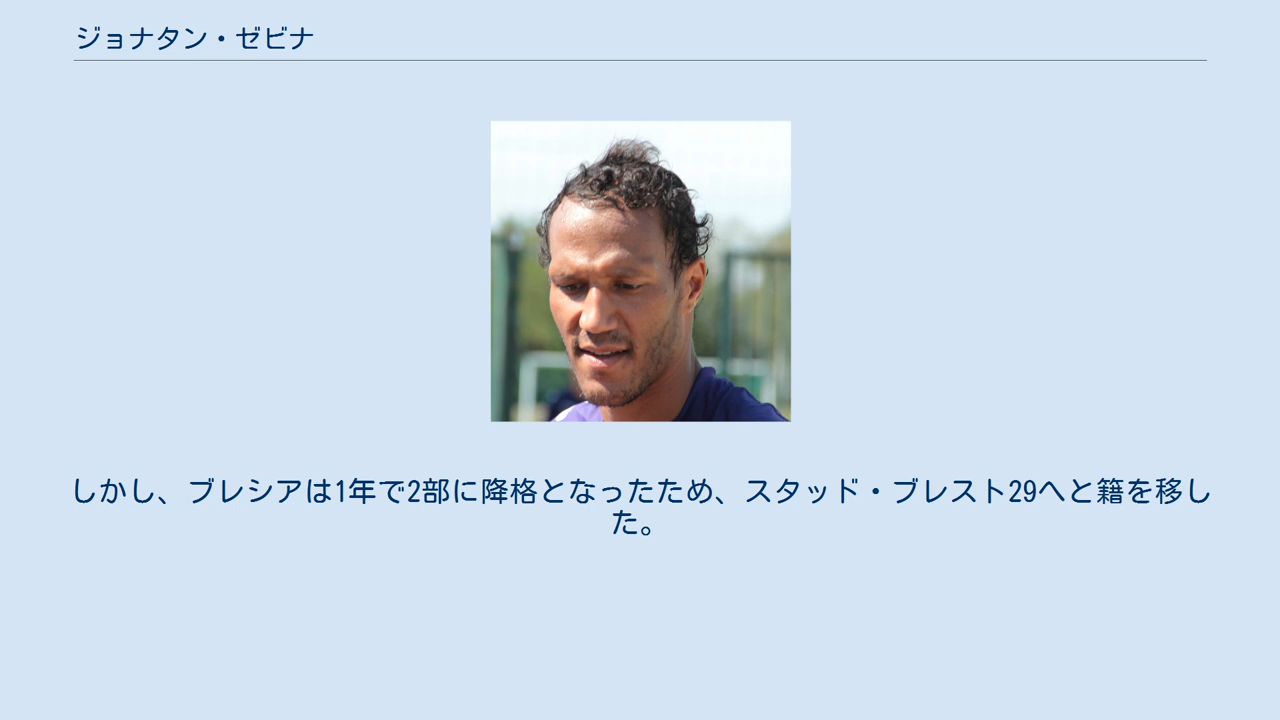 ジョナタン・ゼビナ
しかし、ブレシアは1年で2部に降格となったため、スタッド・ブレスト29へと籍を移し
た。